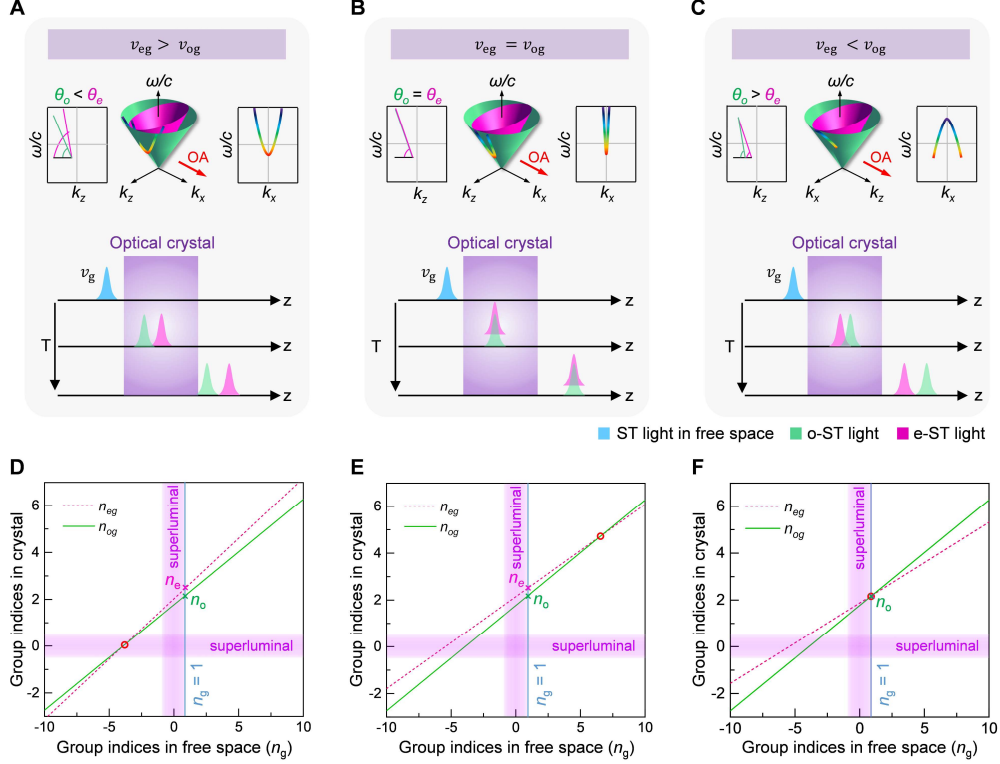 A
B
C
v_eg > v_og
v_eg = v_og
v_eg < v_og
θ_o < θ_e
ω/c
ω/c
k_z
k_z
k_x
OA
ω/c
k_x
θ_o = θ_e
ω/c
ω/c
k_z
k_z
k_x
OA
ω/c
k_x
θ_o > θ_e
ω/c
ω/c
k_z
k_x
k_x
OA
ω/c
k_x
Optical crystal
v_g
z
T
z
z
Optical crystal
v_g
z
T
z
z
Optical crystal
v_g
z
T
z
z
ST light in free space
o-ST light
e-ST light
D
n_eg
n_og
superluminal
n_e
n_o
superluminal
n_g = 1
Group indices in crystal
6
4
2
0
-2
-10 -5 0 5 10
Group indices in free space (n_g)
E
n_eg
n_og
superluminal
n_e
n_o
superluminal
n_g = 1
Group indices in crystal
6
4
2
0
-2
-10 -5 0 5 10
Group indices in free space (n_g)
F
n_eg
n_og
superluminal
n_o
superluminal
n_g = 1
Group indices in crystal
6
4
2
0
-2
-10 -5 0 5 10
Group indices in free space (n_g)